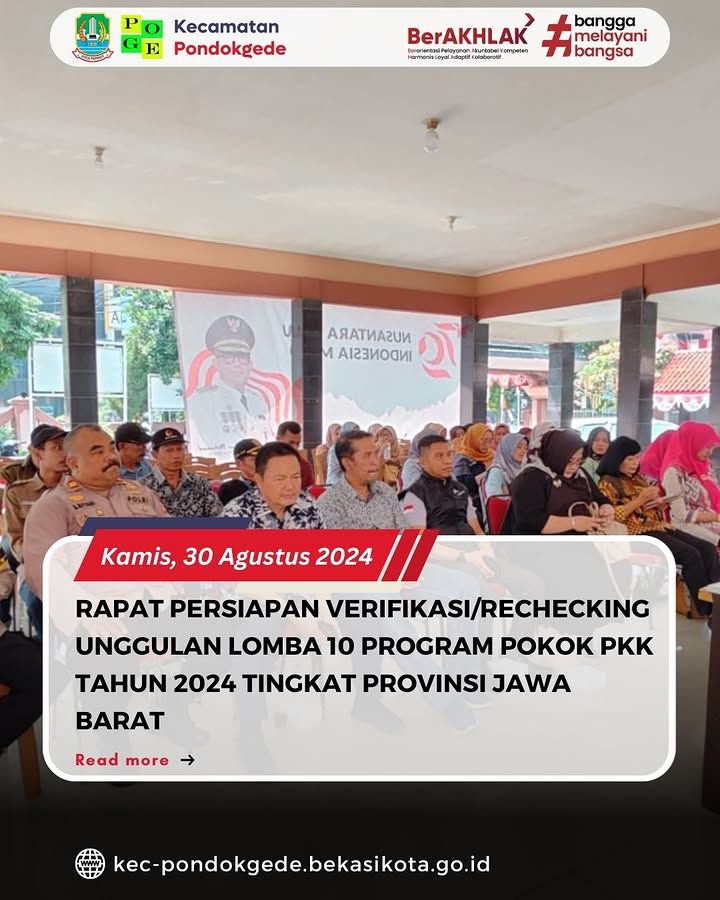 POGE
Kecamatan
Pondokgede
BerAKHLAK
Berorientasi Pelayanan Akuntabel Kompeten
Harmonis Loyal Adaptif Kolaboratif
#bangga
melayani
bangsa
NUSANTARA
INDONESIA
POLRI
Kamis, 30 Agustus 2024
RAPAT PERSIAPAN VERIFIKASI/RECHECKING
UNGGULAN LOMBA 10 PROGRAM POKOK PKK
TAHUN 2024 TINGKAT PROVINSI JAWA
BARAT
Read more →
kec-pondokgede.bekasikota.go.id